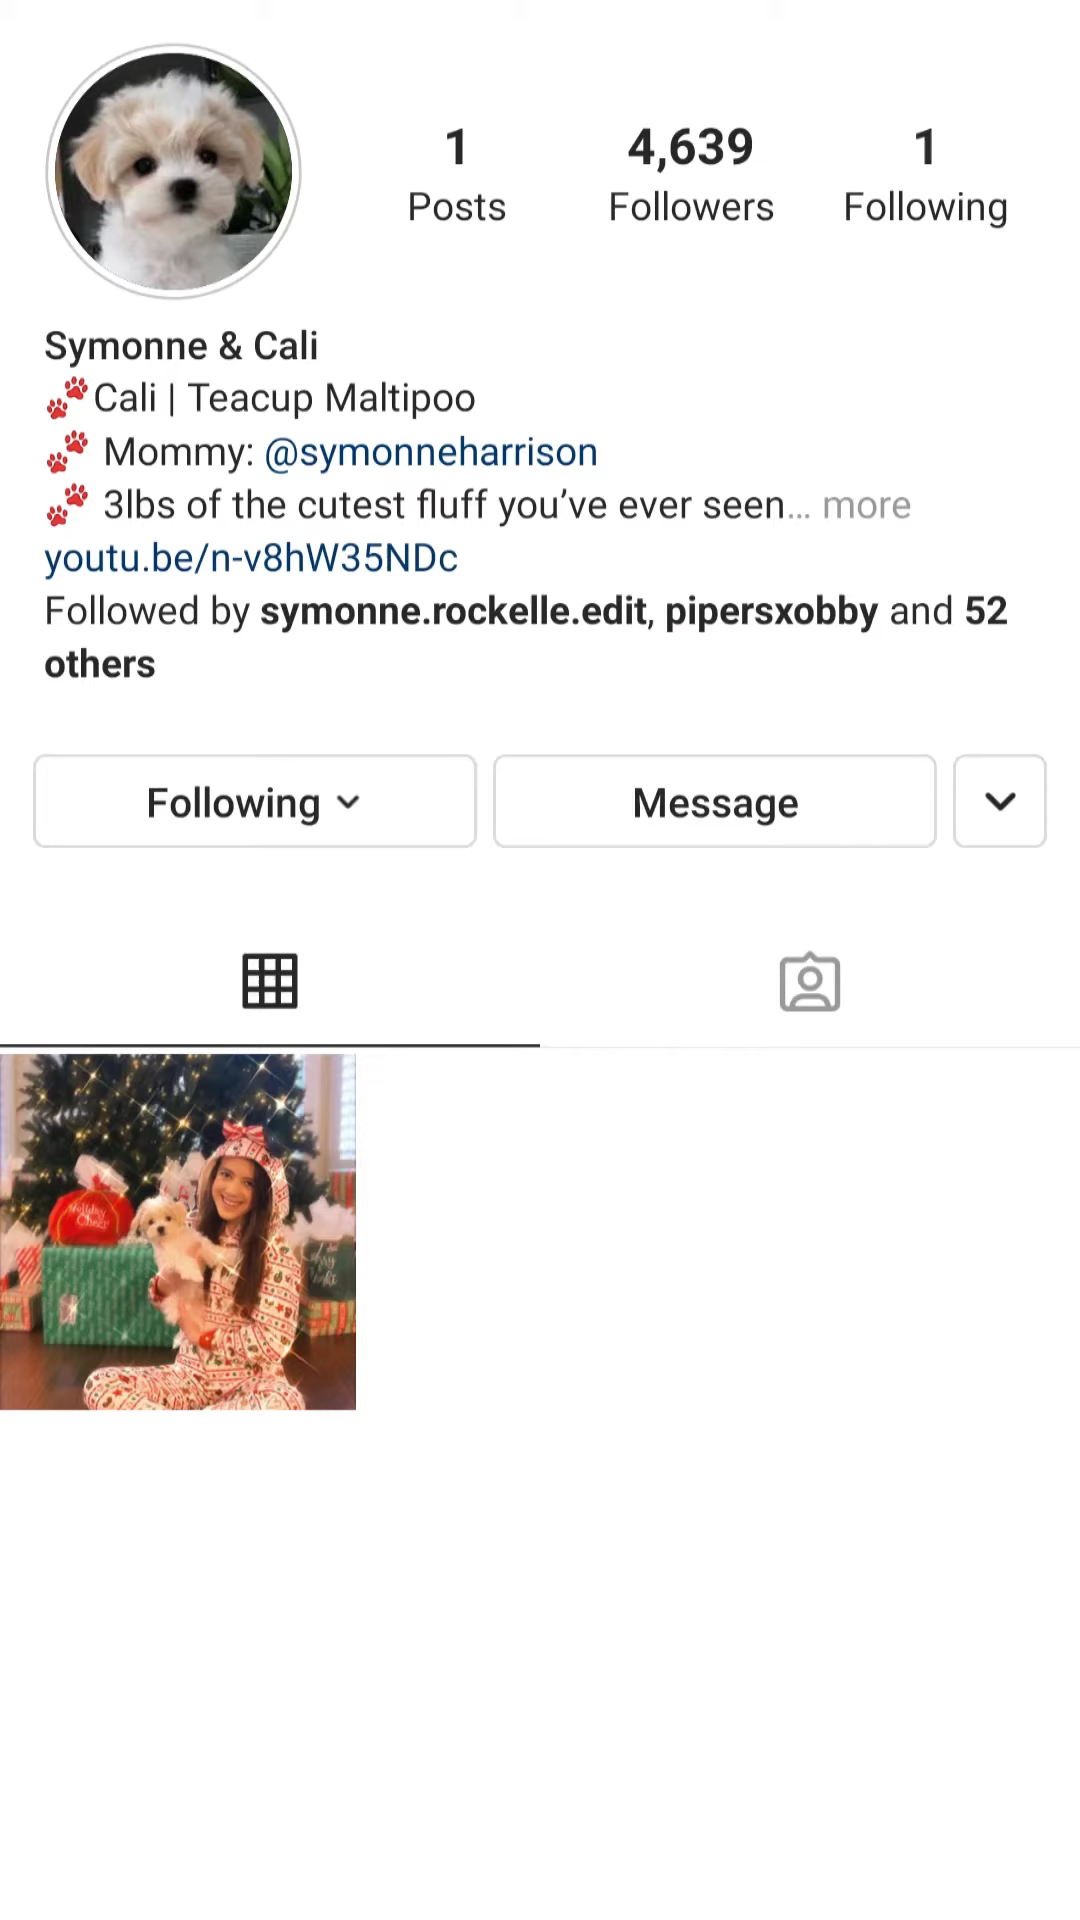 1 4,639 1
Posts Followers Following
Symonne & Cali
🐾Cali | Teacup Maltipoo
🐾 Mommy: @symonneharrison
🐾 3lbs of the cutest fluff you’ve ever seen… more
youtu.be/n-v8hW35NDc
Followed by symonne.rockelle.edit, pipersxobby and 52
others
Following Message
Holiday
Cheer